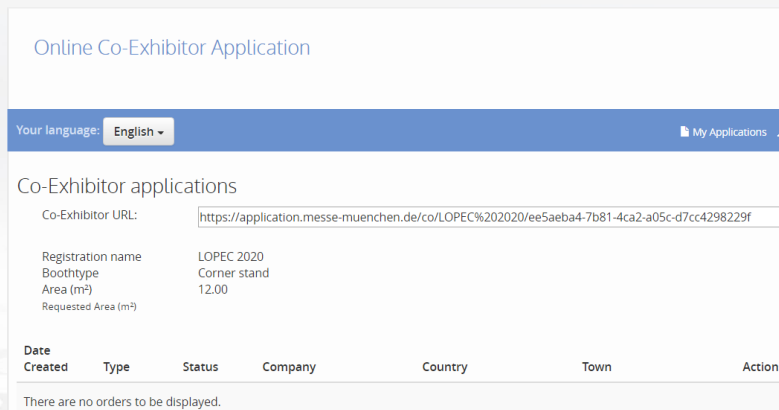 Online Co-Exhibitor Application
Your language: English My Applications
Co-Exhibitor applications
Co-Exhibitor URL: https://application.messe-muenchen.de/co/LOPEC%202020/ee5aeba4-7b81-4ca2-a05c-d7cc4298229f
Registration name LOPEC 2020
Boothtype Corner stand
Area (m²) 12.00
Requested Area (m²)
Date
Created Type Status Company Country Town Action
There are no orders to be displayed.